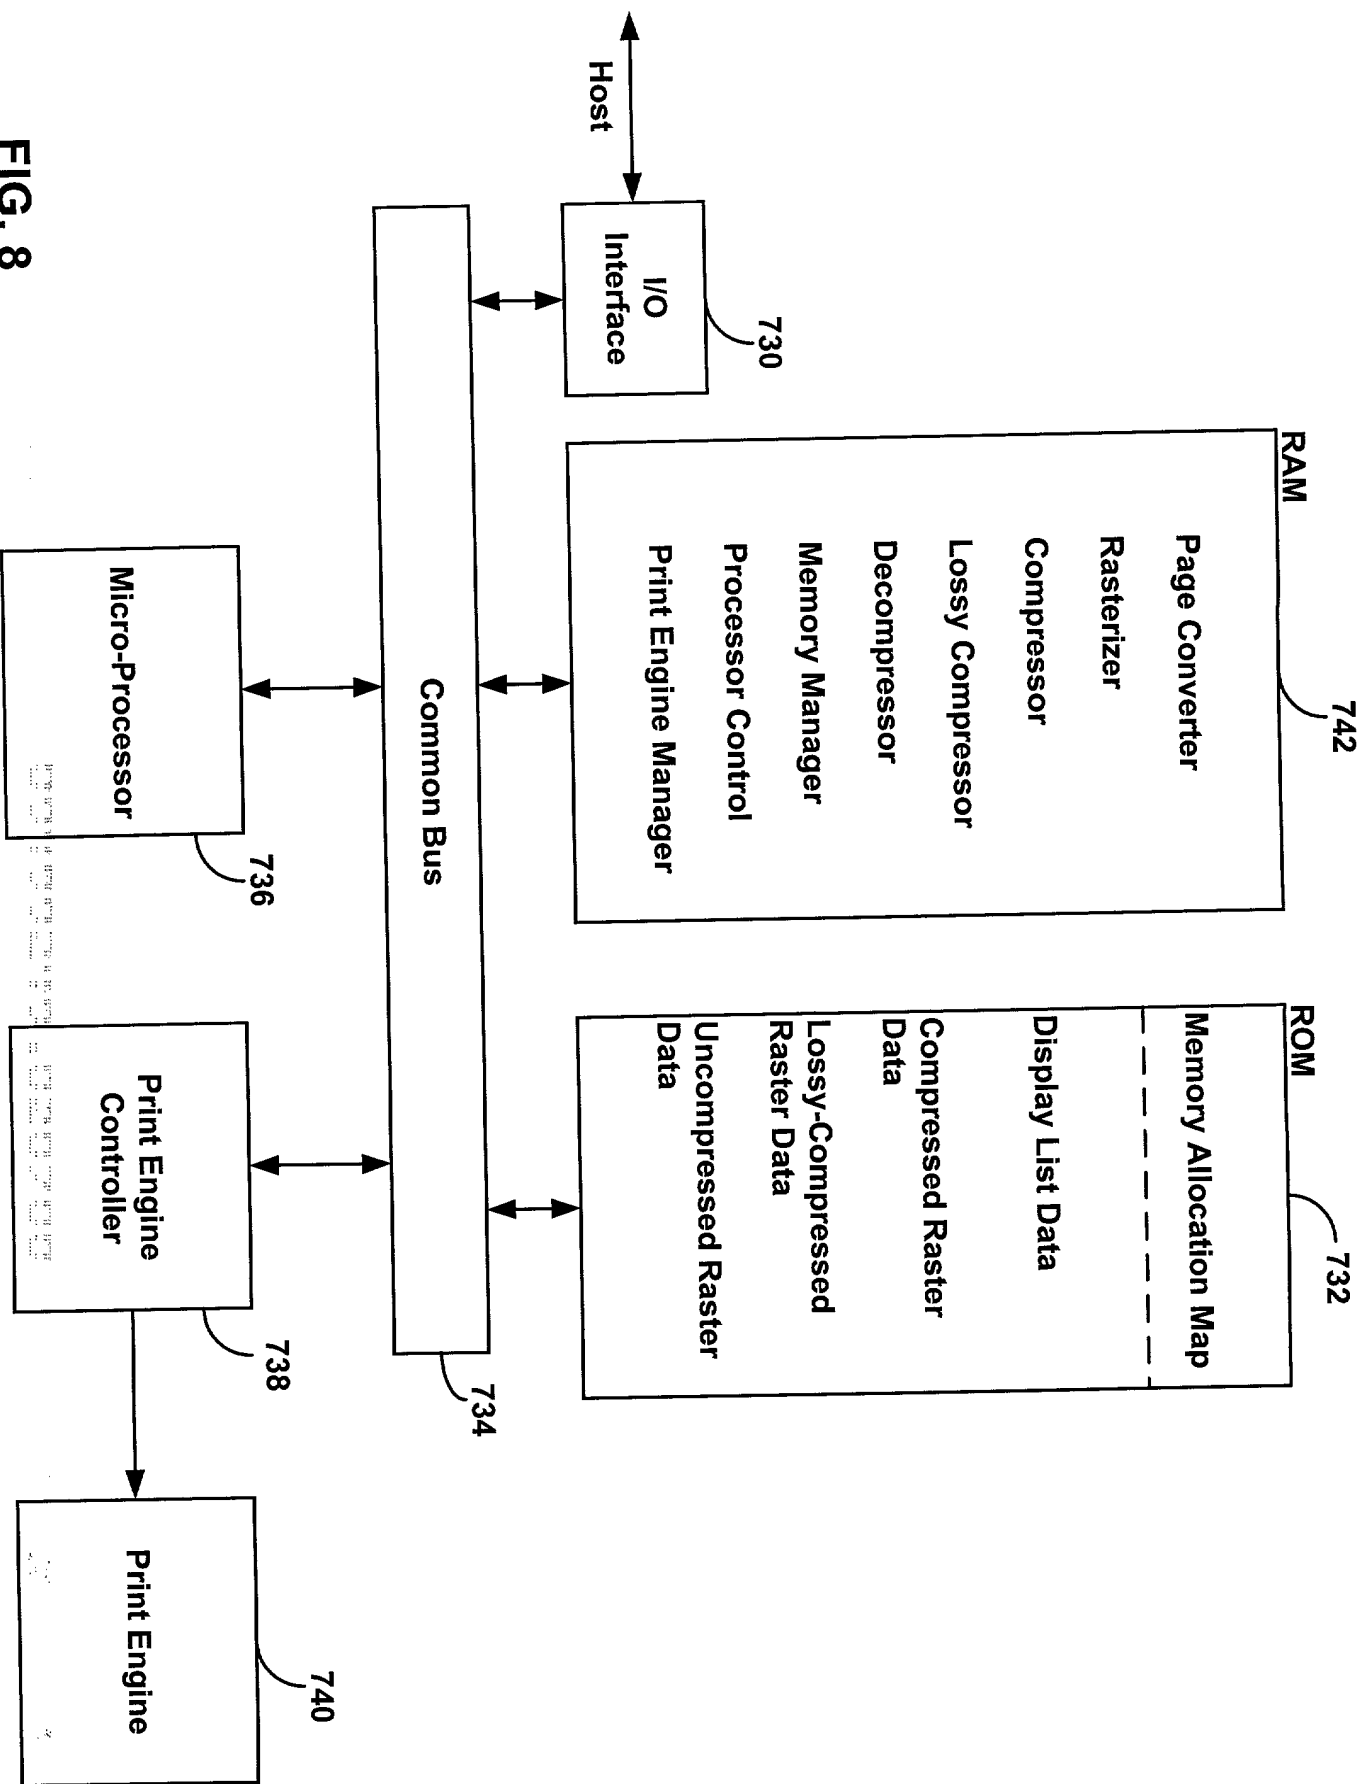 RAM
742
Page Converter
Rasterizer
Compressor
Lossy Compressor
Decompressor
Memory Manager
Processor Control
Print Engine Manager
ROM
732
Memory Allocation Map
Display List Data
Compressed Raster
Data
Lossy-Compressed
Raster Data
Uncompressed Raster
Data
730
I/O
Interface
Host
Common Bus
734
Micro-Processor
736
Print Engine
Controller
738
Print Engine
740
FIG. 8